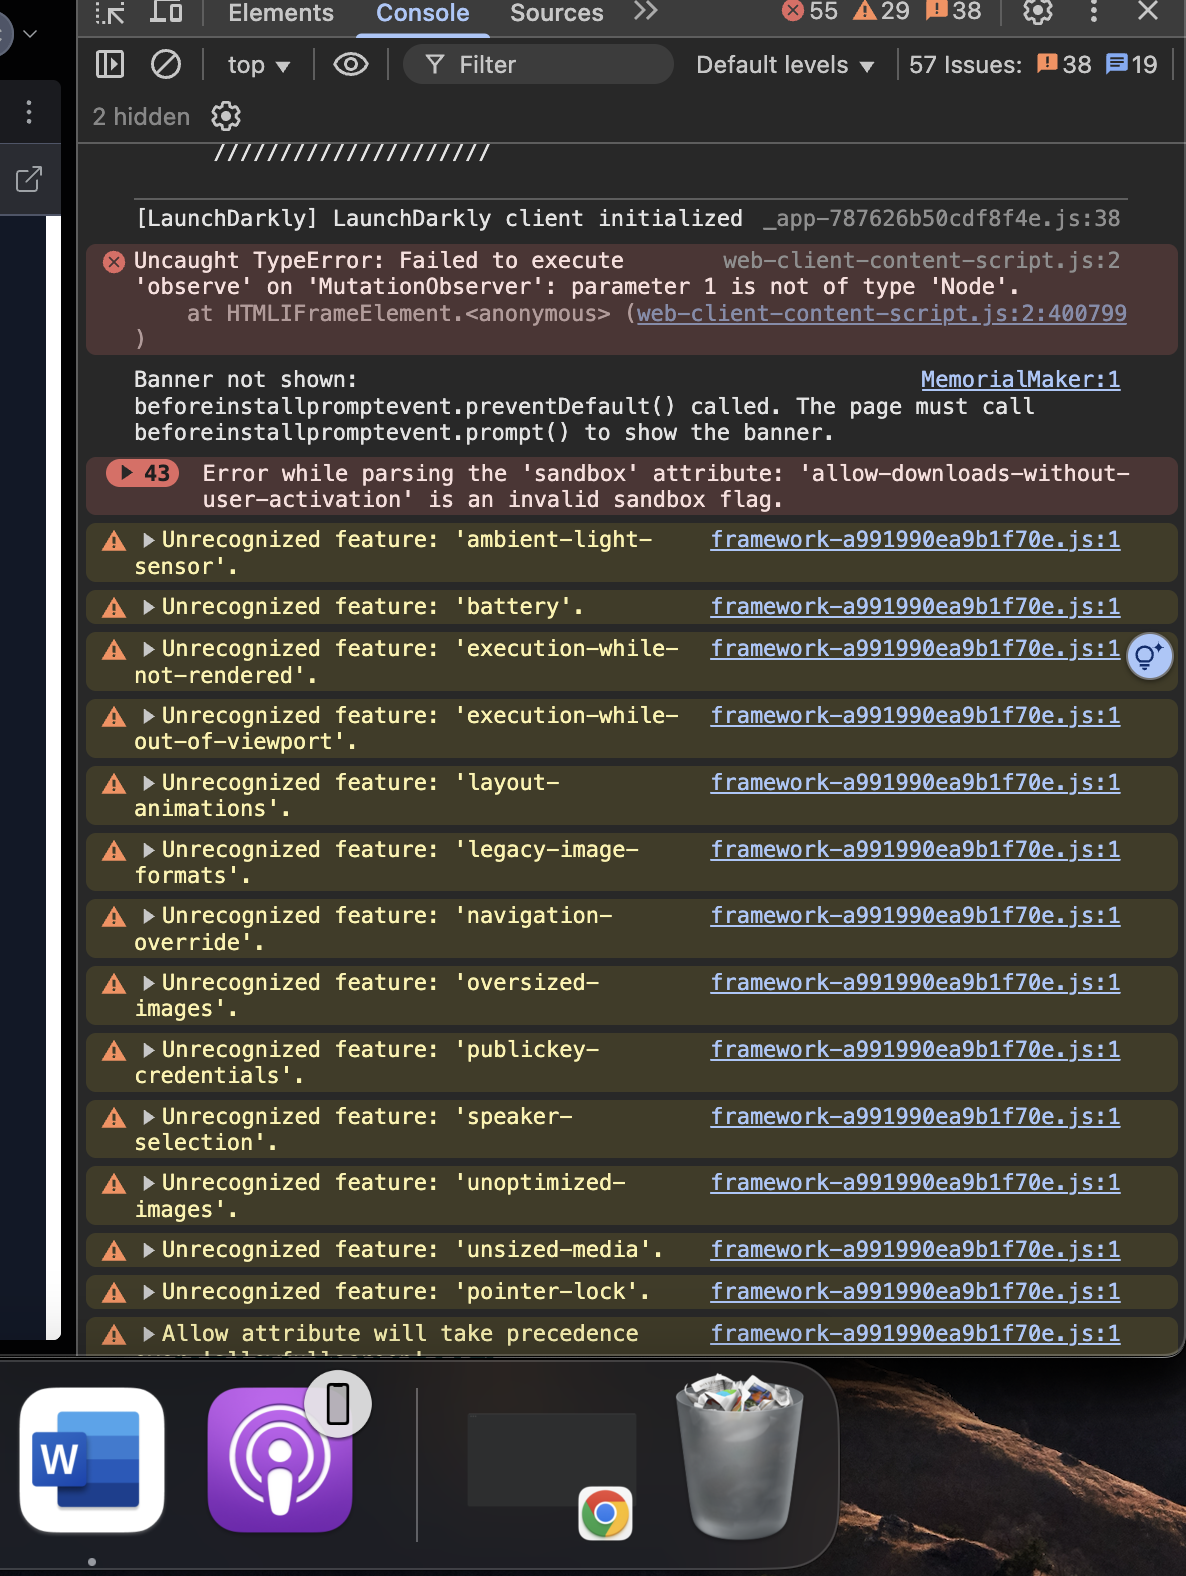 Elements Console Sources 55 29 38
top Filter Default levels 57 Issues: 38 19
2 hidden
/////////////////////
[LaunchDarkly] LaunchDarkly client initialized _app-787626b50cdf8f4e.js:38
Uncaught TypeError: Failed to execute web-client-content-script.js:2
'observe' on 'MutationObserver': parameter 1 is not of type 'Node'.
at HTMLIFrameElement.<anonymous> (web-client-content-script.js:2:400799
)
Banner not shown: MemorialMaker:1
beforeinstallpromptevent.preventDefault() called. The page must call
beforeinstallpromptevent.prompt() to show the banner.
43 Error while parsing the 'sandbox' attribute: 'allow-downloads-without-
user-activation' is an invalid sandbox flag.
Unrecognized feature: 'ambient-light- framework-a991990ea9b1f70e.js:1
sensor'.
Unrecognized feature: 'battery'. framework-a991990ea9b1f70e.js:1
Unrecognized feature: 'execution-while- framework-a991990ea9b1f70e.js:1
not-rendered'.
Unrecognized feature: 'execution-while- framework-a991990ea9b1f70e.js:1
out-of-viewport'.
Unrecognized feature: 'layout- framework-a991990ea9b1f70e.js:1
animations'.
Unrecognized feature: 'legacy-image- framework-a991990ea9b1f70e.js:1
formats'.
Unrecognized feature: 'navigation- framework-a991990ea9b1f70e.js:1
override'.
Unrecognized feature: 'oversized- framework-a991990ea9b1f70e.js:1
images'.
Unrecognized feature: 'publickey- framework-a991990ea9b1f70e.js:1
credentials'.
Unrecognized feature: 'speaker- framework-a991990ea9b1f70e.js:1
selection'.
Unrecognized feature: 'unoptimized- framework-a991990ea9b1f70e.js:1
images'.
Unrecognized feature: 'unsized-media'. framework-a991990ea9b1f70e.js:1
Unrecognized feature: 'pointer-lock'. framework-a991990ea9b1f70e.js:1
Allow attribute will take precedence framework-a991990ea9b1f70e.js:1
W